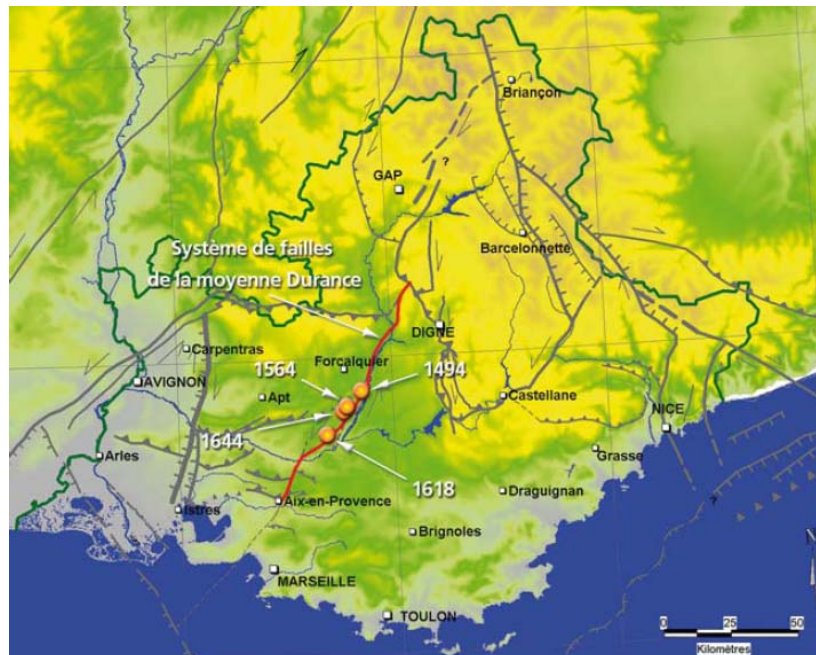 Briançon
?
GAP
Barcelonnette
Système de failles
de la moyenne Durance
DIGNE
Carpentras
Forcalquier
1564
1494
AVIGNON
Apt
Castellane
NICE
1644
Arles
Grasse
1618
Draguignan
Aix-en-Provence
?
Istres
Brignoles
N
MARSEILLE
TOULON
0 25 50
Kilomètres